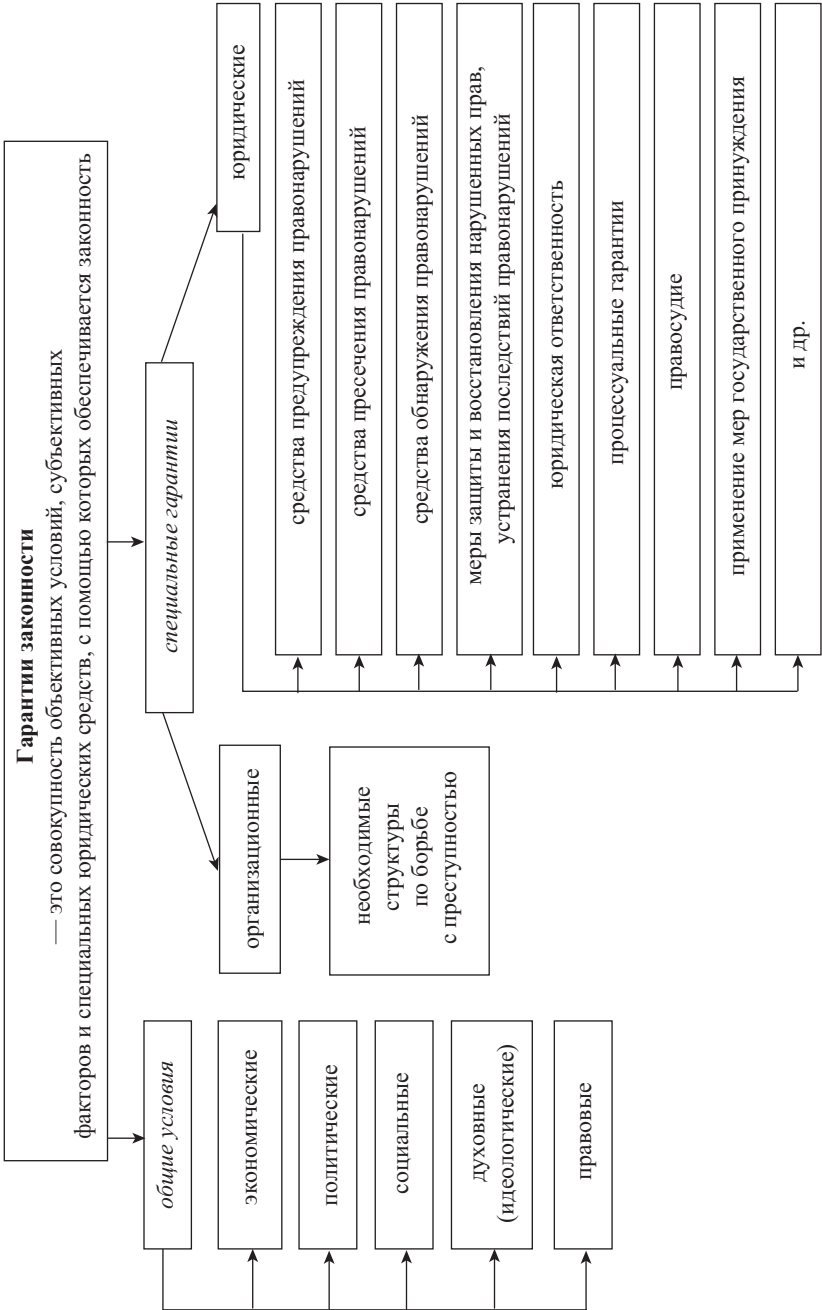 Гарантии законности
— это совокупность объективных условий, субъективных
факторов и специальных юридических средств, с помощью которых обеспечивается законность
общие условия
экономические
политические
социальные
духовные
(идеологические)
правовые
специальные гарантии
организационные
необходимые
структуры
по борьбе
с преступностью
юридические
средства предупреждения правонарушений
средства пресечения правонарушений
средства обнаружения правонарушений
меры защиты и восстановления нарушенных прав,
устранения последствий правонарушений
юридическая ответственность
процессуальные гарантии
правосудие
применение мер государственного принуждения
и др.